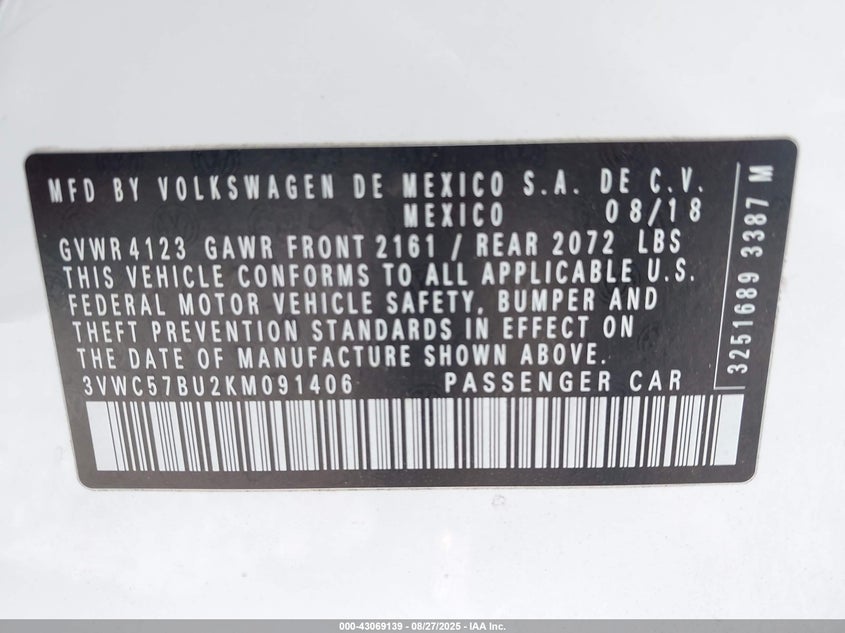 MFD BY VOLKSWAGEN DE MEXICO S.A. DE C.V.
MEXICO 08/18
GVWR 4123 GAWR FRONT 2161 / REAR 2072 LBS
THIS VEHICLE CONFORMS TO ALL APPLICABLE U.S.
FEDERAL MOTOR VEHICLE SAFETY, BUMPER AND
THEFT PREVENTION STANDARDS IN EFFECT ON
THE DATE OF MANUFACTURE SHOWN ABOVE.
3VWC57BU2KM091406 PASSENGER CAR
3251689 3387 M
000-43069139 - 08/27/2025 - IAA Inc.